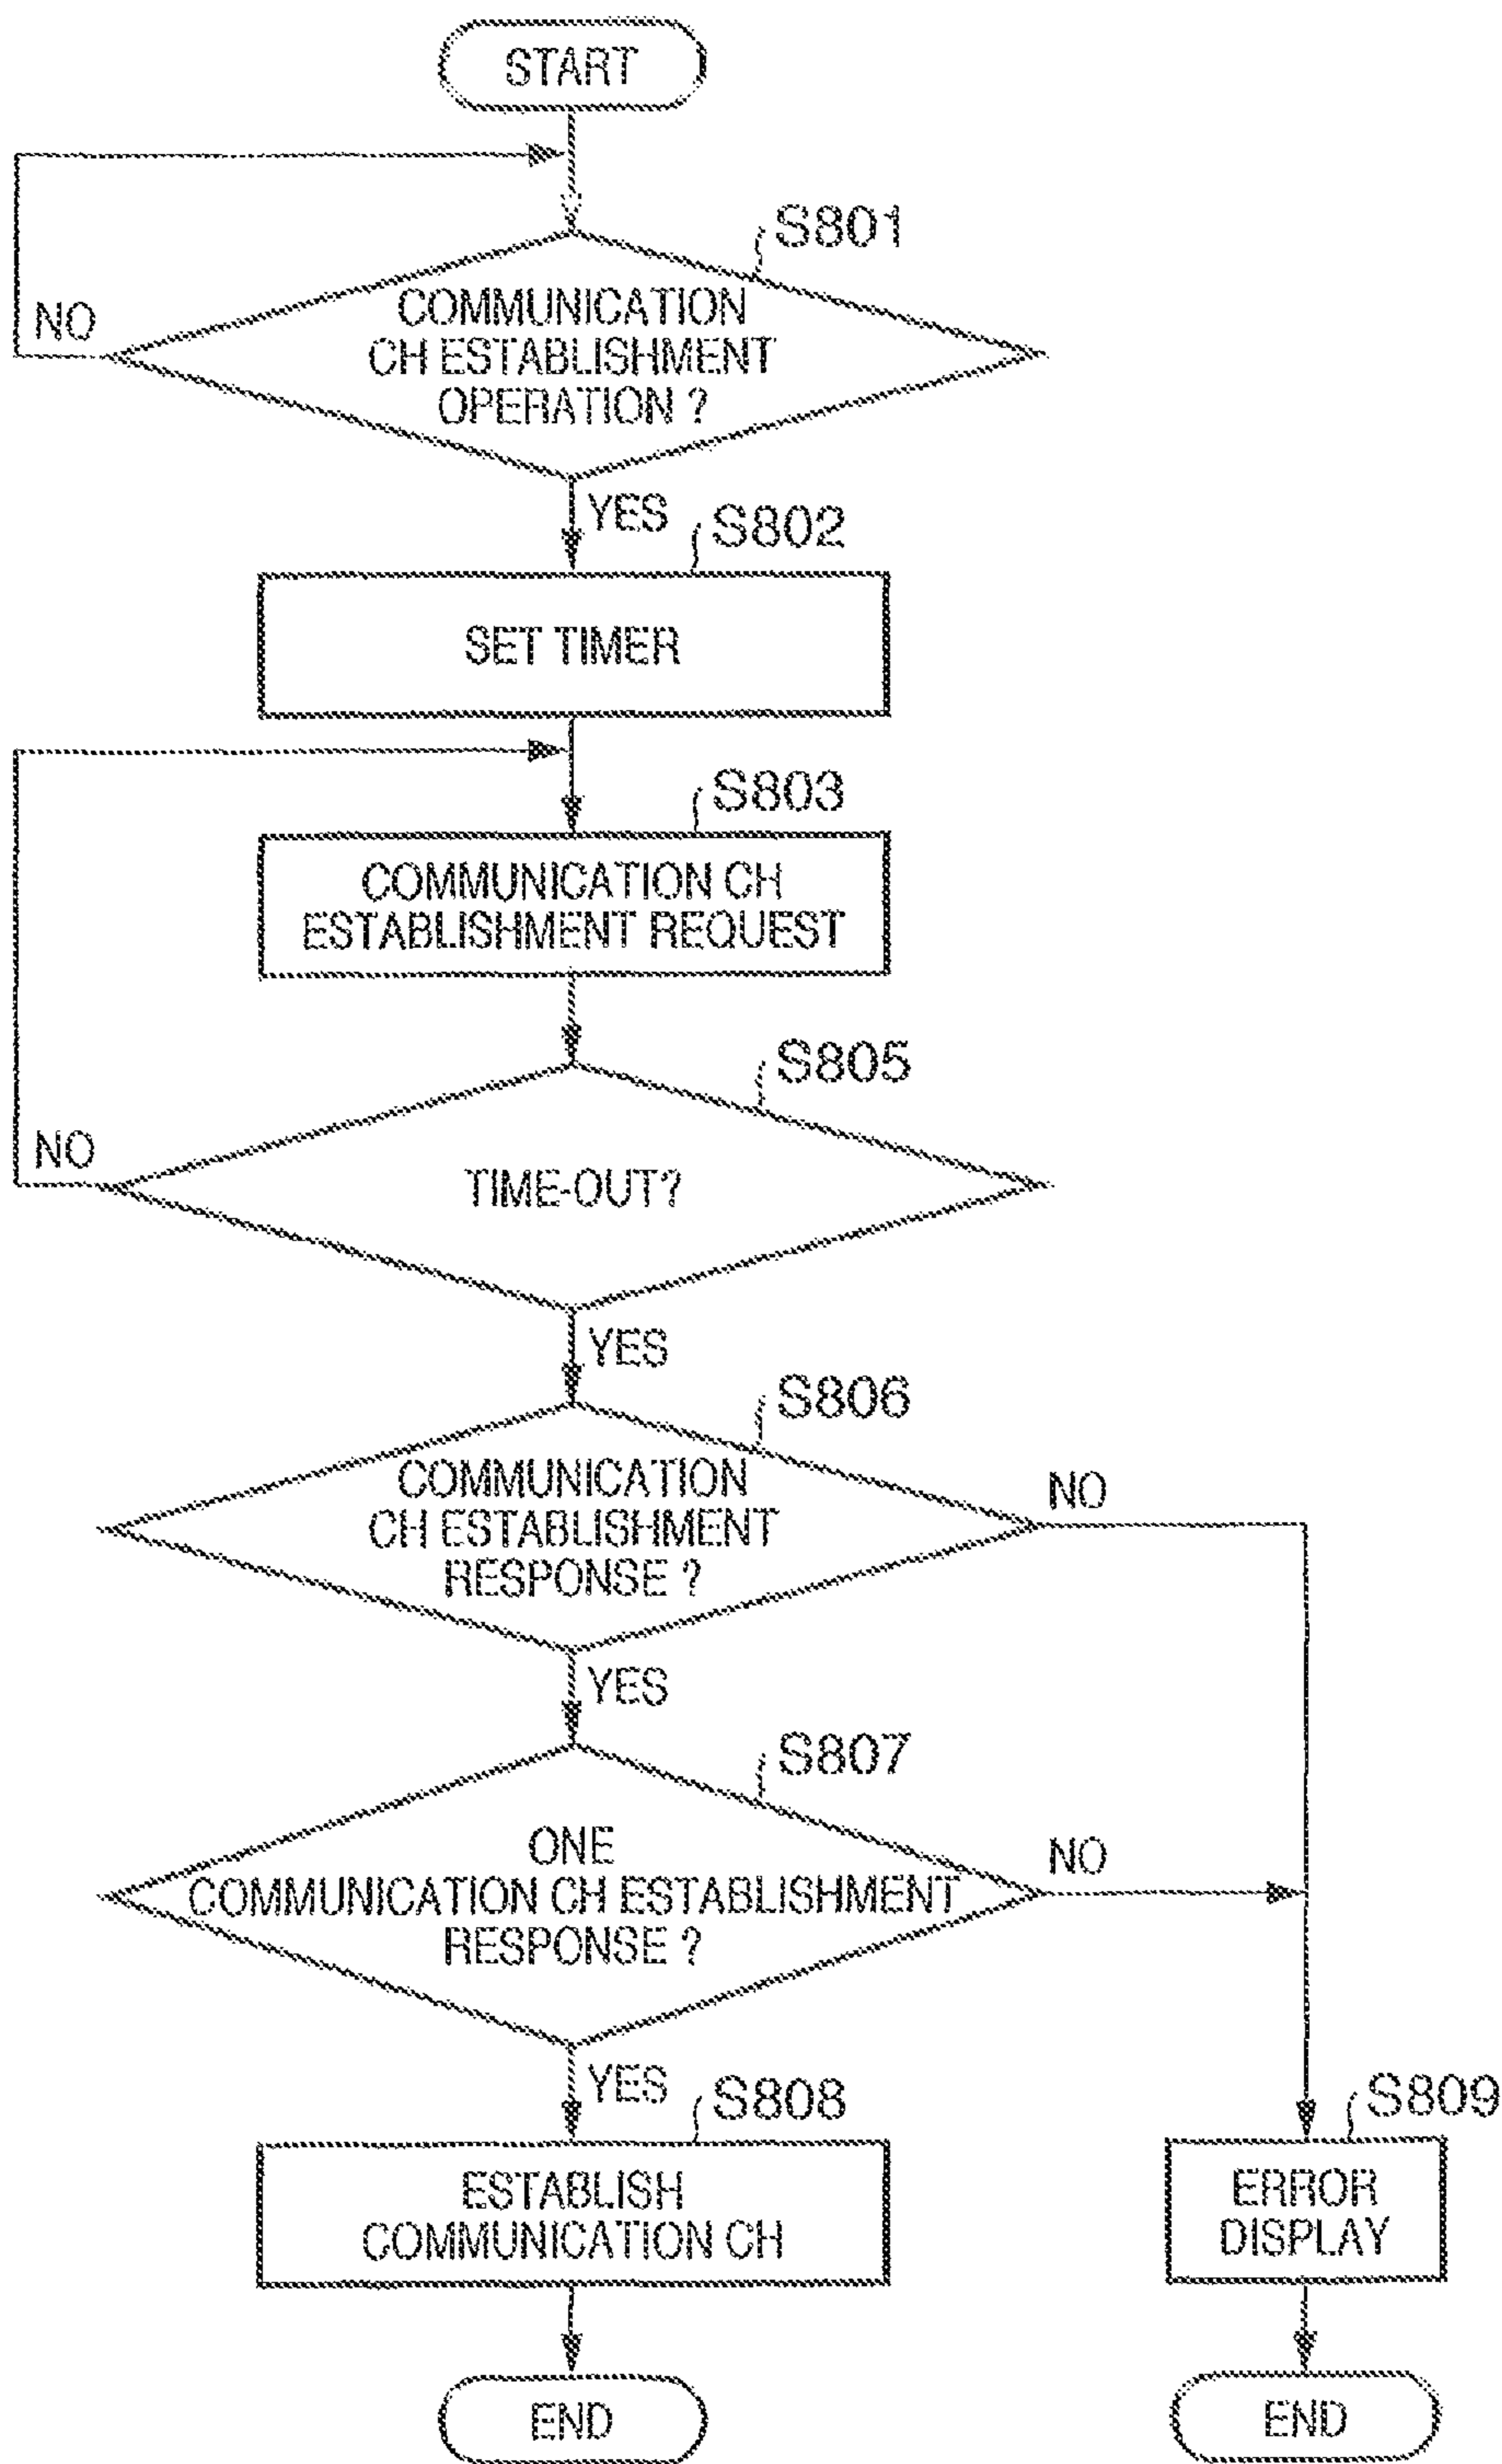 START
S801
NO
COMMUNICATION
CH ESTABLISHMENT
OPERATION ?
YES
S802
SET TIMER
S803
COMMUNICATION CH
ESTABLISHMENT REQUEST
S805
NO
TIME-OUT?
YES
S806
COMMUNICATION
CH ESTABLISHMENT
RESPONSE ?
NO
YES
S807
ONE
COMMUNICATION CH ESTABLISHMENT
RESPONSE ?
NO
YES
S808
ESTABLISH
COMMUNICATION CH
S809
ERROR
DISPLAY
END
END